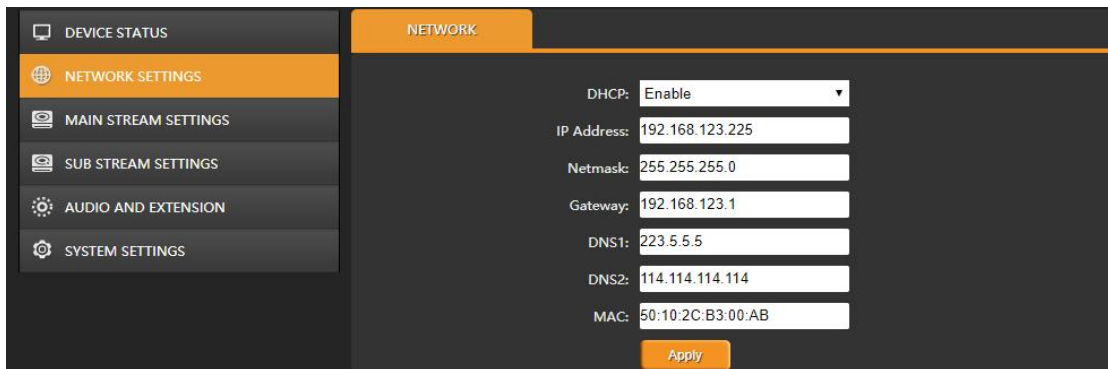 DEVICE STATUS
NETWORK SETTINGS
MAIN STREAM SETTINGS
SUB STREAM SETTINGS
AUDIO AND EXTENSION
SYSTEM SETTINGS
NETWORK
DHCP: Enable
IP Address: 192.168.123.225
Netmask: 255.255.255.0
Gateway: 192.168.123.1
DNS1: 223.5.5.5
DNS2: 114.114.114.114
MAC: 50:10:2C:B3:00:AB
Apply